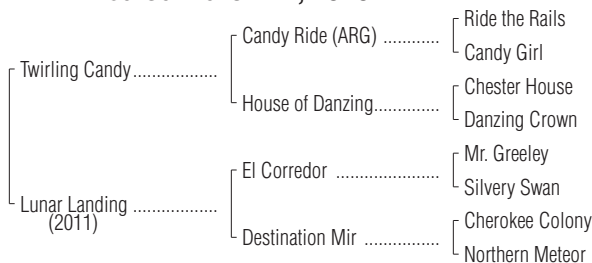 Ride the Rails
Candy Ride (ARG) ............
Candy Girl
Twirling Candy..................
Chester House
House of Danzing..............
Danzing Crown
Mr. Greeley
El Corredor ......................
Silvery Swan
Lunar Landing ..................
(2011)
Cherokee Colony
Destination Mir ................
Northern Meteor